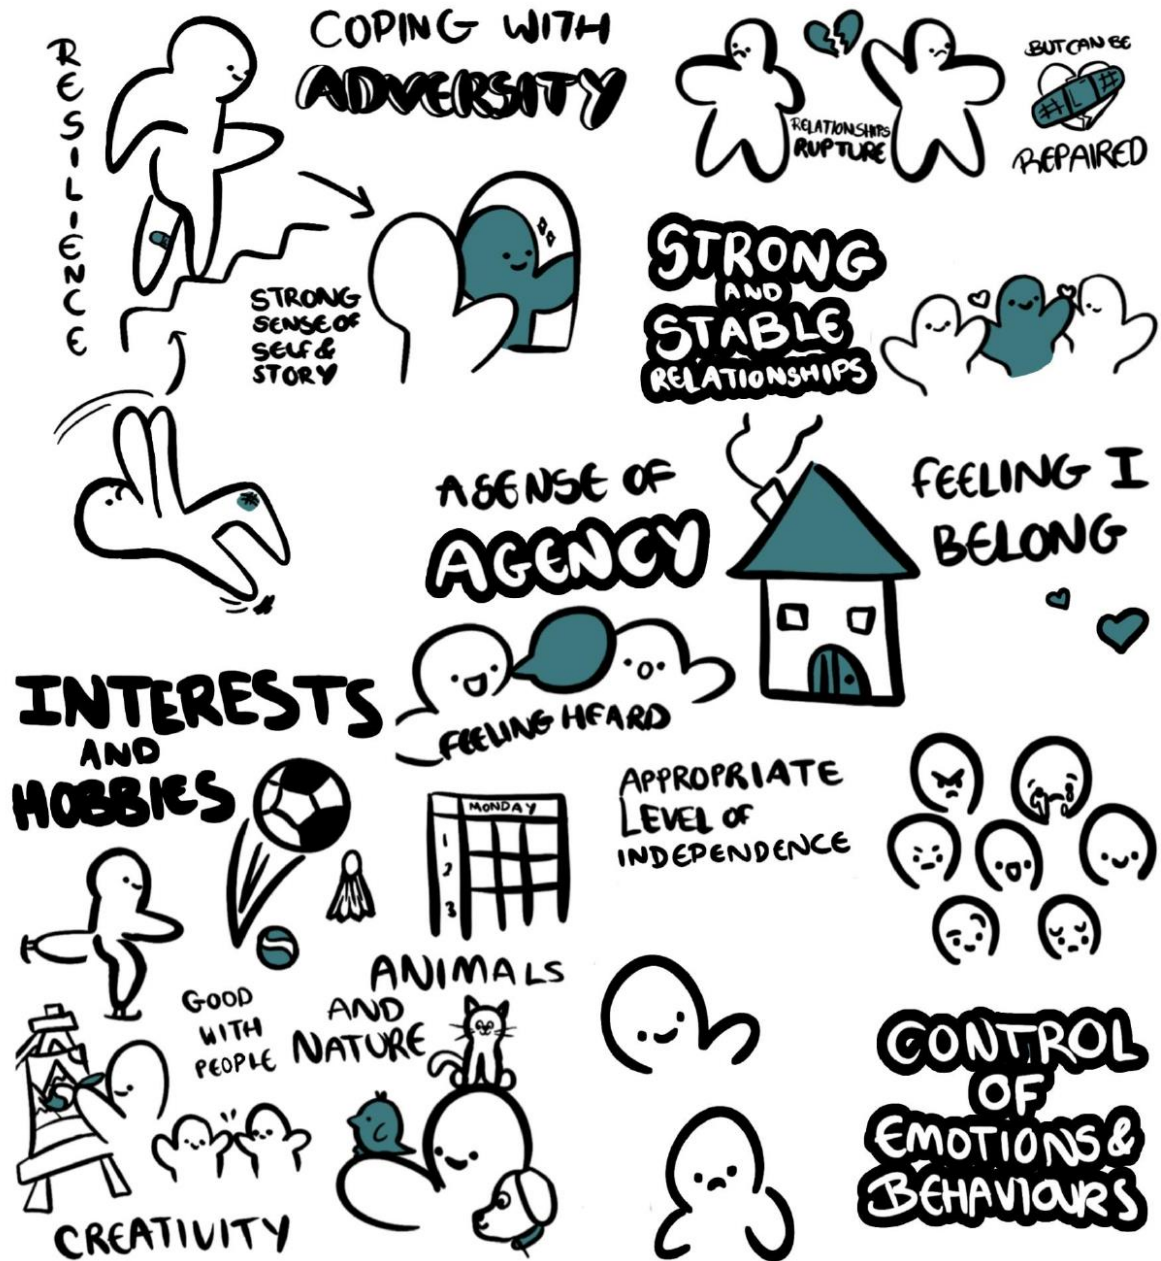 RESILIENCE
COPING WITH
ADVERSITY
RELATIONSHIPS
RUPTURE
BUT CAN BE
REPAIRED
STRONG
SENSE OF
SELF &
STORY
STRONG
AND
STABLE
RELATIONSHIPS
A SENSE OF
AGENCY
FEELING HEARD
FEELING I
BELONG
INTERESTS
AND
HOBBIES
MONDAY
1
2
3
APPROPRIATE
LEVEL OF
INDEPENDENCE
GOOD
WITH
PEOPLE
ANIMALS
AND
NATURE
CREATIVITY
CONTROL
OF
EMOTIONS &
BEHAVIOURS